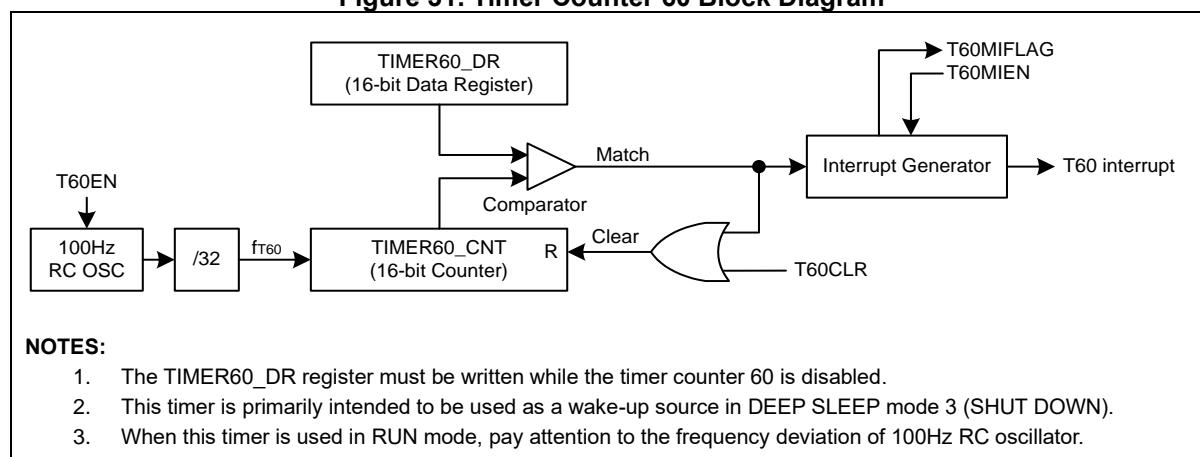 Figure 31. Timer Counter 60 Block Diagram
TIMER60_DR
(16-bit Data Register)
T60MIFLAG
T60MIEN
Match
Interrupt Generator
T60 interrupt
T60EN
Comparator
100Hz
RC OSC
/32
fT60
TIMER60_CNT
(16-bit Counter)
R
Clear
T60CLR
NOTES:
1. The TIMER60_DR register must be written while the timer counter 60 is disabled.
2. This timer is primarily intended to be used as a wake-up source in DEEP SLEEP mode 3 (SHUT DOWN).
3. When this timer is used in RUN mode, pay attention to the frequency deviation of 100Hz RC oscillator.